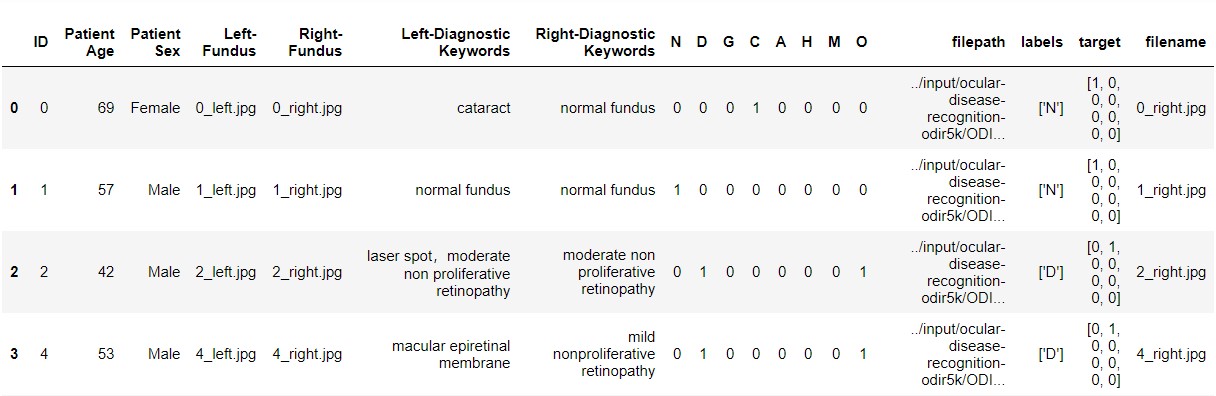 ID Patient Age Patient Sex Left-Fundus Right-Fundus Left-Diagnostic Keywords Right-Diagnostic Keywords N D G C A H M O filepath labels target filename
0 0 69 Female 0_left.jpg 0_right.jpg cataract normal fundus 0 0 0 1 0 0 0 0 ../input/ocular-disease-recognition-odir5k/ODI... ['N'] [1, 0, 0, 0, 0, 0, 0, 0] 0_right.jpg
1 1 57 Male 1_left.jpg 1_right.jpg normal fundus normal fundus 1 0 0 0 0 0 0 0 ../input/ocular-disease-recognition-odir5k/ODI... ['N'] [1, 0, 0, 0, 0, 0, 0, 0] 1_right.jpg
2 2 42 Male 2_left.jpg 2_right.jpg laser spot，moderate non proliferative retinopathy moderate non proliferative retinopathy 0 1 0 0 0 0 0 1 ../input/ocular-disease-recognition-odir5k/ODI... ['D'] [0, 1, 0, 0, 0, 0, 0, 0] 2_right.jpg
3 4 53 Male 4_left.jpg 4_right.jpg macular epiretinal membrane mild nonproliferative retinopathy 0 1 0 0 0 0 0 1 ../input/ocular-disease-recognition-odir5k/ODI... ['D'] [0, 1, 0, 0, 0, 0, 0, 0] 4_right.jpg